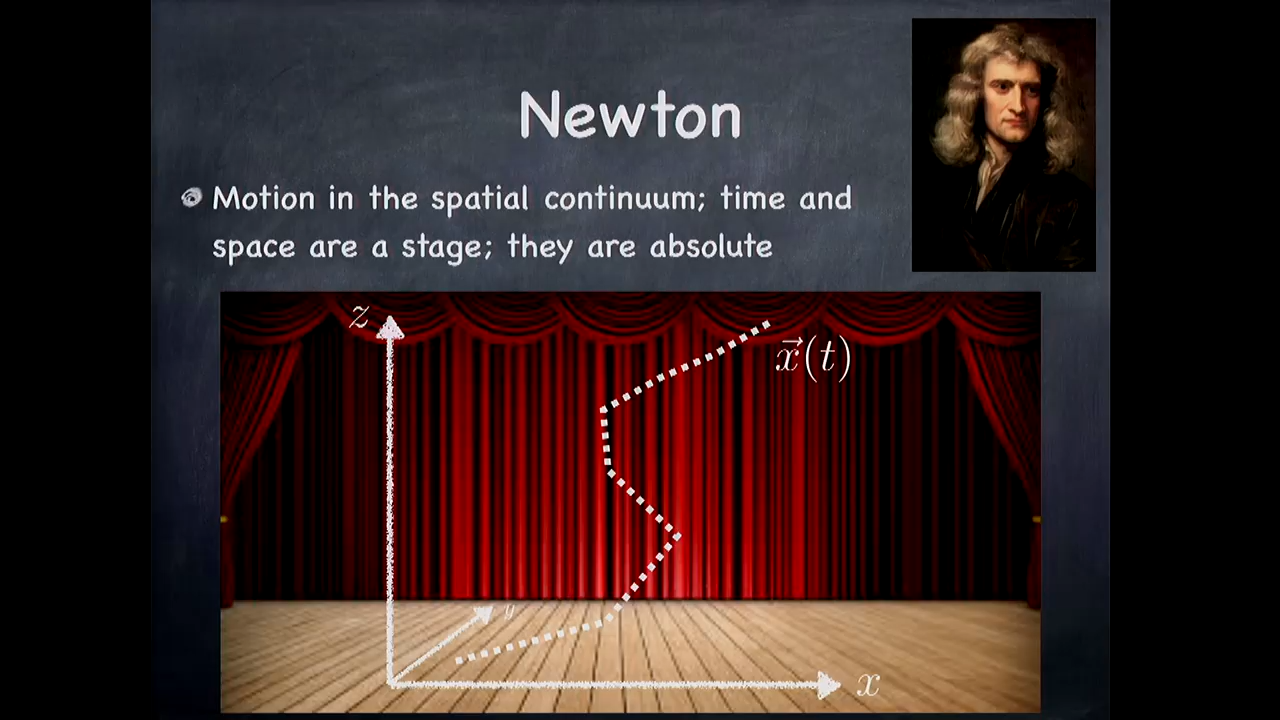 Newton
Motion in the spatial continuum; time and
space are a stage; they are absolute
z
x⃗(t)
y
x